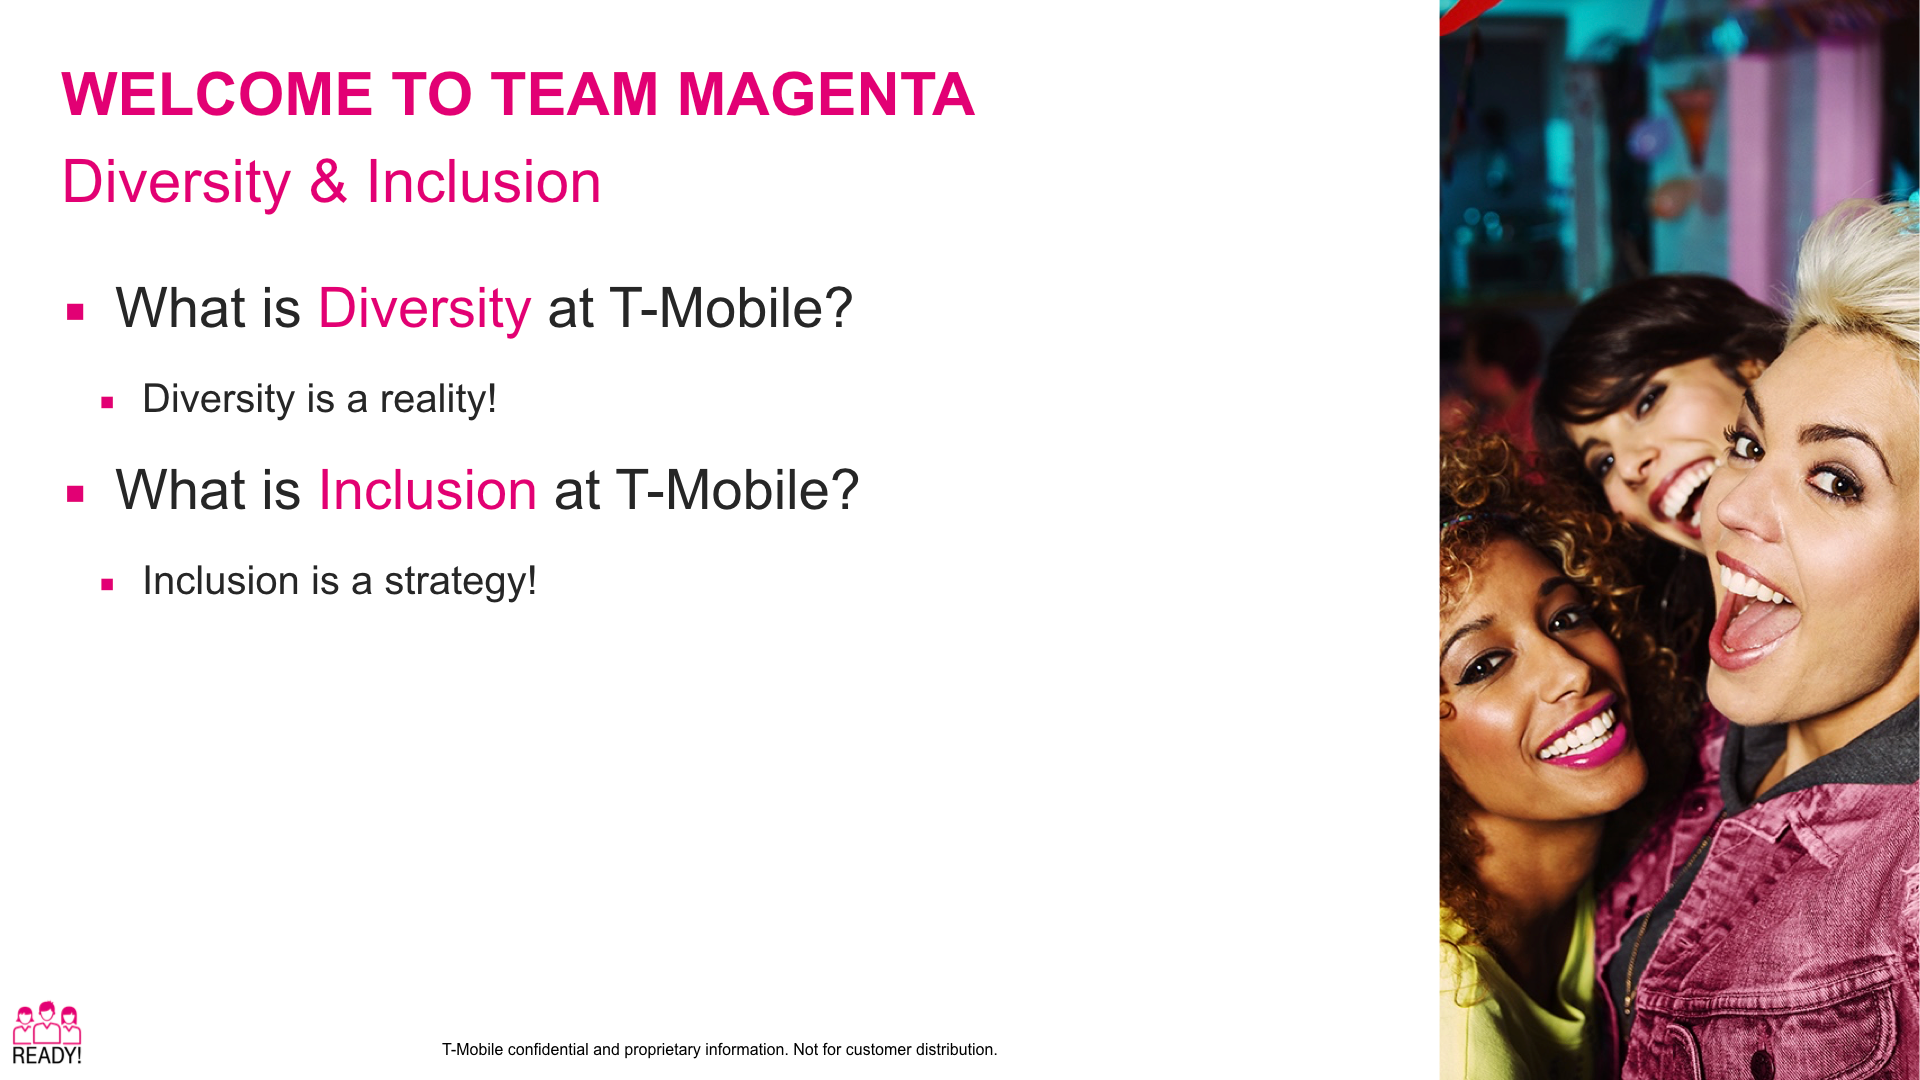 WELCOME TO TEAM MAGENTA
Diversity & Inclusion
What is Diversity at T-Mobile?
Diversity is a reality!
What is Inclusion at T-Mobile?
Inclusion is a strategy!
READY!
T-Mobile confidential and proprietary information. Not for customer distribution.